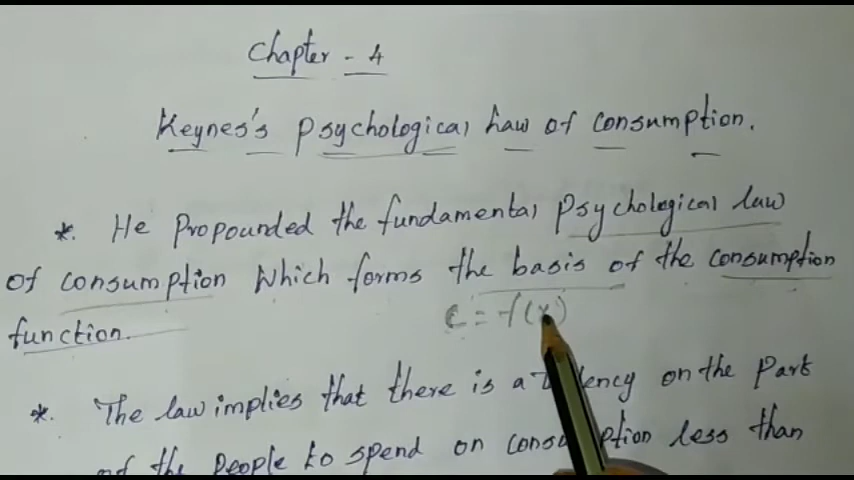 Chapter - 4
Keynes's Psychological Law of Consumption.
*. He Propounded the fundamental Psychological law
of consumption Which forms the basis of the consumption
function.
C = f(Y)
*. The law implies that there is a on the Part
of the People to spend on less than